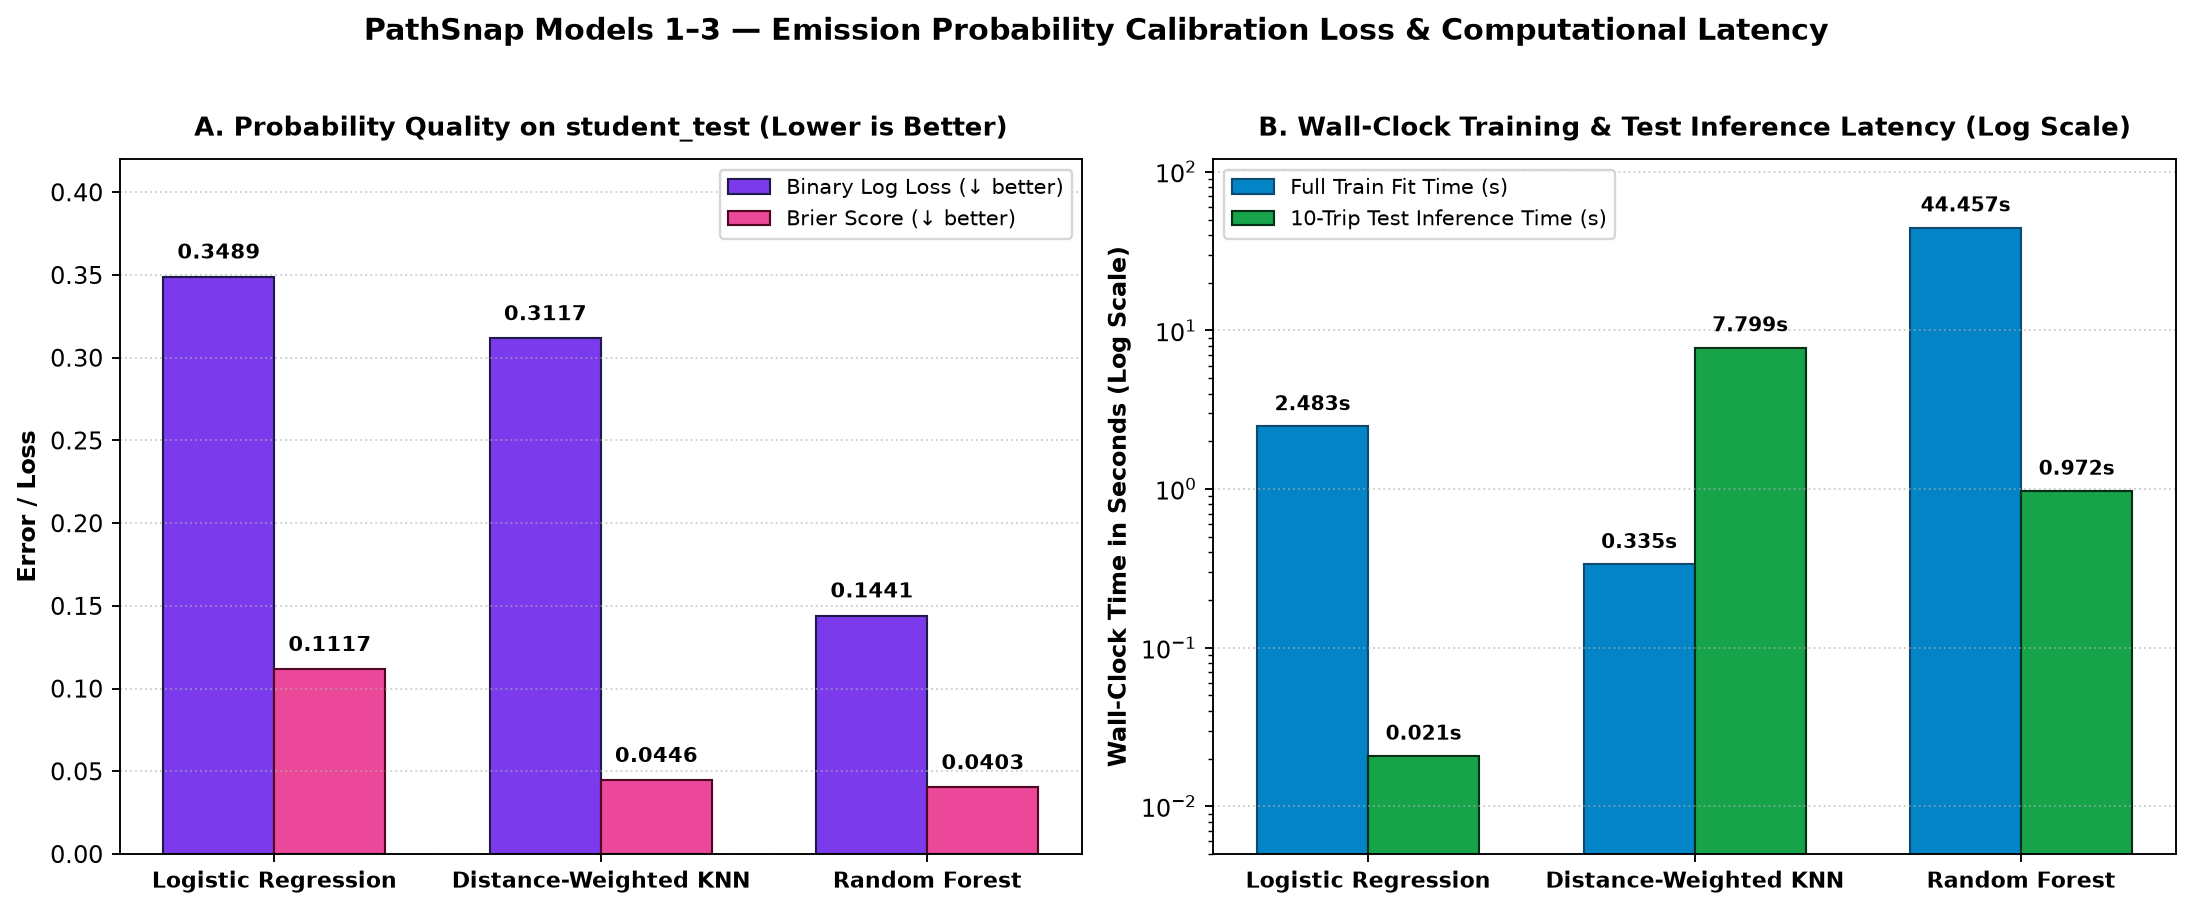 PathSnap Models 1–3 — Emission Probability Calibration Loss & Computational Latency
A. Probability Quality on student_test (Lower is Better)
Error / Loss
0.40
0.35
0.30
0.25
0.20
0.15
0.10
0.05
0.00
Binary Log Loss (↓ better)
Brier Score (↓ better)
0.3489
0.1117
0.3117
0.0446
0.1441
0.0403
Logistic Regression
Distance-Weighted KNN
Random Forest
B. Wall-Clock Training & Test Inference Latency (Log Scale)
Wall-Clock Time in Seconds (Log Scale)
10²
10¹
10⁰
10⁻¹
10⁻²
Full Train Fit Time (s)
10-Trip Test Inference Time (s)
2.483s
0.021s
0.335s
7.799s
44.457s
0.972s
Logistic Regression
Distance-Weighted KNN
Random Forest